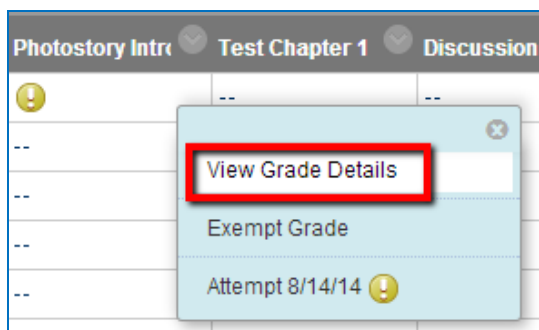 Photostory Intro Test Chapter 1 Discussion
-- --
--
View Grade Details
--
Exempt Grade
--
Attempt 8/14/14
--